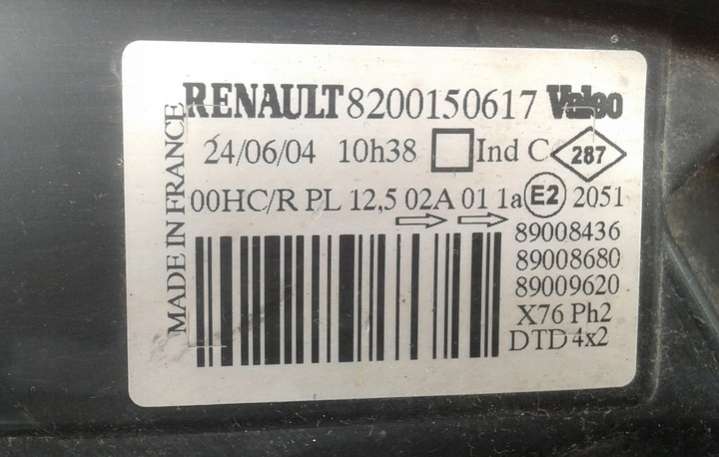 RENAULT 8200150617 Valeo
24/06/04 10h38 Ind C 287
00HC/R PL 12,5 02A 01 1a E2 2051
89008436
89008680
89009620
X76 Ph2
DTD 4x2
MADE IN FRANCE